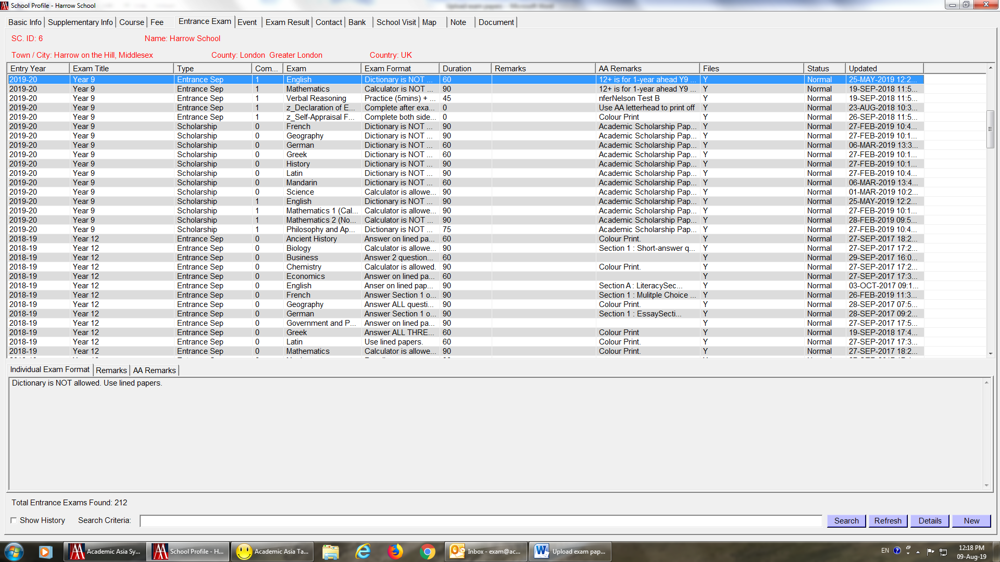 School Profile - Harrow School
Basic Info Supplementary Info Course Fee Entrance Exam Event Exam Result Contact Bank School Visit Map Note Document
SC. ID: 6 Name: Harrow School
Town / City: Harrow on the Hill, Middlesex County: London Greater London Country: UK
Entry Year Exam Title Type Com... Exam Exam Format Duration Remarks AA Remarks Files Status Updated
2019-20 Year 9 Entrance Sep 1 English Dictionary is NOT ... 60 12+ is for 1-year ahead Y9 ... Y Normal 25-MAY-2019 12:2...
2019-20 Year 9 Entrance Sep 1 Mathematics Calculator is NOT ... 90 12+ is for 1-year ahead Y9 ... Y Normal 19-SEP-2018 11:5...
2019-20 Year 9 Entrance Sep 1 Verbal Reasoning Practice (5mins) + ... 45 nferNelson Test B Y Normal 19-SEP-2018 11:5...
2019-20 Year 9 Entrance Sep 1 z_Declaration of E... Complete after exa... 0 Use AA letterhead to print off Y Normal 23-AUG-2018 10:3...
2019-20 Year 9 Entrance Sep 1 z_Self-Appraisal F... Complete both side... 0 Colour Print Y Normal 26-SEP-2018 11:5...
2019-20 Year 9 Scholarship 0 French Dictionary is NOT ... 90 Academic Scholarship Pap... Y Normal 27-FEB-2019 10:4...
2019-20 Year 9 Scholarship 0 Geography Dictionary is NOT ... 90 Academic Scholarship Pap... Y Normal 27-FEB-2019 10:1...
2019-20 Year 9 Scholarship 0 German Dictionary is NOT ... 60 Academic Scholarship Pap... Y Normal 06-MAR-2019 13:3...
2019-20 Year 9 Scholarship 0 Greek Dictionary is NOT ... 60 Academic Scholarship Pap... Y Normal 27-FEB-2019 10:1...
2019-20 Year 9 Scholarship 0 History Dictionary is NOT ... 90 Academic Scholarship Pap... Y Normal 27-FEB-2019 10:1...
2019-20 Year 9 Scholarship 0 Latin Dictionary is NOT ... 90 Academic Scholarship Pap... Y Normal 27-FEB-2019 10:4...
2019-20 Year 9 Scholarship 0 Mandarin Dictionary is NOT ... 60 Academic Scholarship Pap... Y Normal 06-MAR-2019 13:4...
2019-20 Year 9 Scholarship 0 Science Calculator is allowe... 90 Academic Scholarship Pap... Y Normal 01-MAR-2019 10:2...
2019-20 Year 9 Scholarship 1 English Dictionary is NOT ... 90 Academic Scholarship Pap... Y Normal 25-MAY-2019 12:2...
2019-20 Year 9 Scholarship 1 Mathematics 1 (Cal... Calculator is allowe... 90 Academic Scholarship Pap... Y Normal 27-FEB-2019 10:1...
2019-20 Year 9 Scholarship 1 Mathematics 2 (No... Calculator is NOT ... 90 Academic Scholarship Pap... Y Normal 28-FEB-2019 09:5...
2019-20 Year 9 Scholarship 1 Philosophy and Ap... Dictionary is NOT ... 75 Academic Scholarship Pap... Y Normal 27-FEB-2019 10:4...
2018-19 Year 12 Entrance Sep 0 Ancient History Answer on lined pa... 60 Colour Print. Y Normal 27-SEP-2017 18:2...
2018-19 Year 12 Entrance Sep 0 Biology Calculator is allowe... 90 Section 1 : Short-answer q... Y Normal 27-SEP-2017 17:2...
2018-19 Year 12 Entrance Sep 0 Business Answer 2 question... 60 Y Normal 29-SEP-2017 16:0...
2018-19 Year 12 Entrance Sep 0 Chemistry Calculator is allowed. 90 Colour Print. Y Normal 27-SEP-2017 17:2...
2018-19 Year 12 Entrance Sep 0 Economics Answer on lined pa... 60 Y Normal 27-SEP-2017 17:3...
2018-19 Year 12 Entrance Sep 0 English Anser on lined pap... 90 Section A : LiteracySec... Y Normal 03-OCT-2017 09:1...
2018-19 Year 12 Entrance Sep 0 French Answer Section 1 o... 90 Section 1 : Mulitple Choice ... Y Normal 26-FEB-2019 11:3...
2018-19 Year 12 Entrance Sep 0 Geography Answer ALL questi... 90 Colour Print. Y Normal 28-SEP-2017 07:5...
2018-19 Year 12 Entrance Sep 0 German Answer Section 1 o... 90 Section 1 : EssaySecti... Y Normal 28-SEP-2017 09:2...
2018-19 Year 12 Entrance Sep 0 Government and P... Answer on lined pa... 90 Y Normal 27-SEP-2017 17:5...
2018-19 Year 12 Entrance Sep 0 Greek Answer ALL THRE... 60 Colour Print Y Normal 19-SEP-2018 17:4...
2018-19 Year 12 Entrance Sep 0 Latin Use lined papers. 60 Colour Print. Y Normal 27-SEP-2017 17:3...
2018-19 Year 12 Entrance Sep 0 Mathematics Calculator is allowe... 90 Colour Print. Y Normal 27-SEP-2017 18:2...
Individual Exam Format Remarks AA Remarks
Dictionary is NOT allowed. Use lined papers.
Total Entrance Exams Found: 212
Show History Search Criteria: Search Refresh Details New
Academic Asia Sy... School Profile - H... Academic Asia Ta... Inbox - exam@ac... Upload exam pap... EN 12:18 PM
09-Aug-19